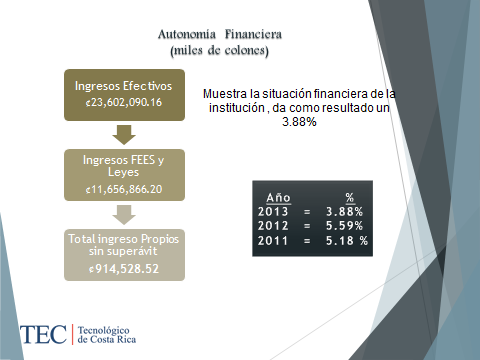 Autonomía Financiera
(miles de colones)
Ingresos Efectivos
¢23,602,090.16
Muestra la situación financiera de la
institución , da como resultado un
3.88%
Ingresos FEES y
Leyes
¢11,656,866.20
Año %
2013 = 3.88%
2012 = 5.59%
2011 = 5.18 %
Total ingreso Propios
sin superávit
¢914,528.52
TEC | Tecnológico
de Costa Rica